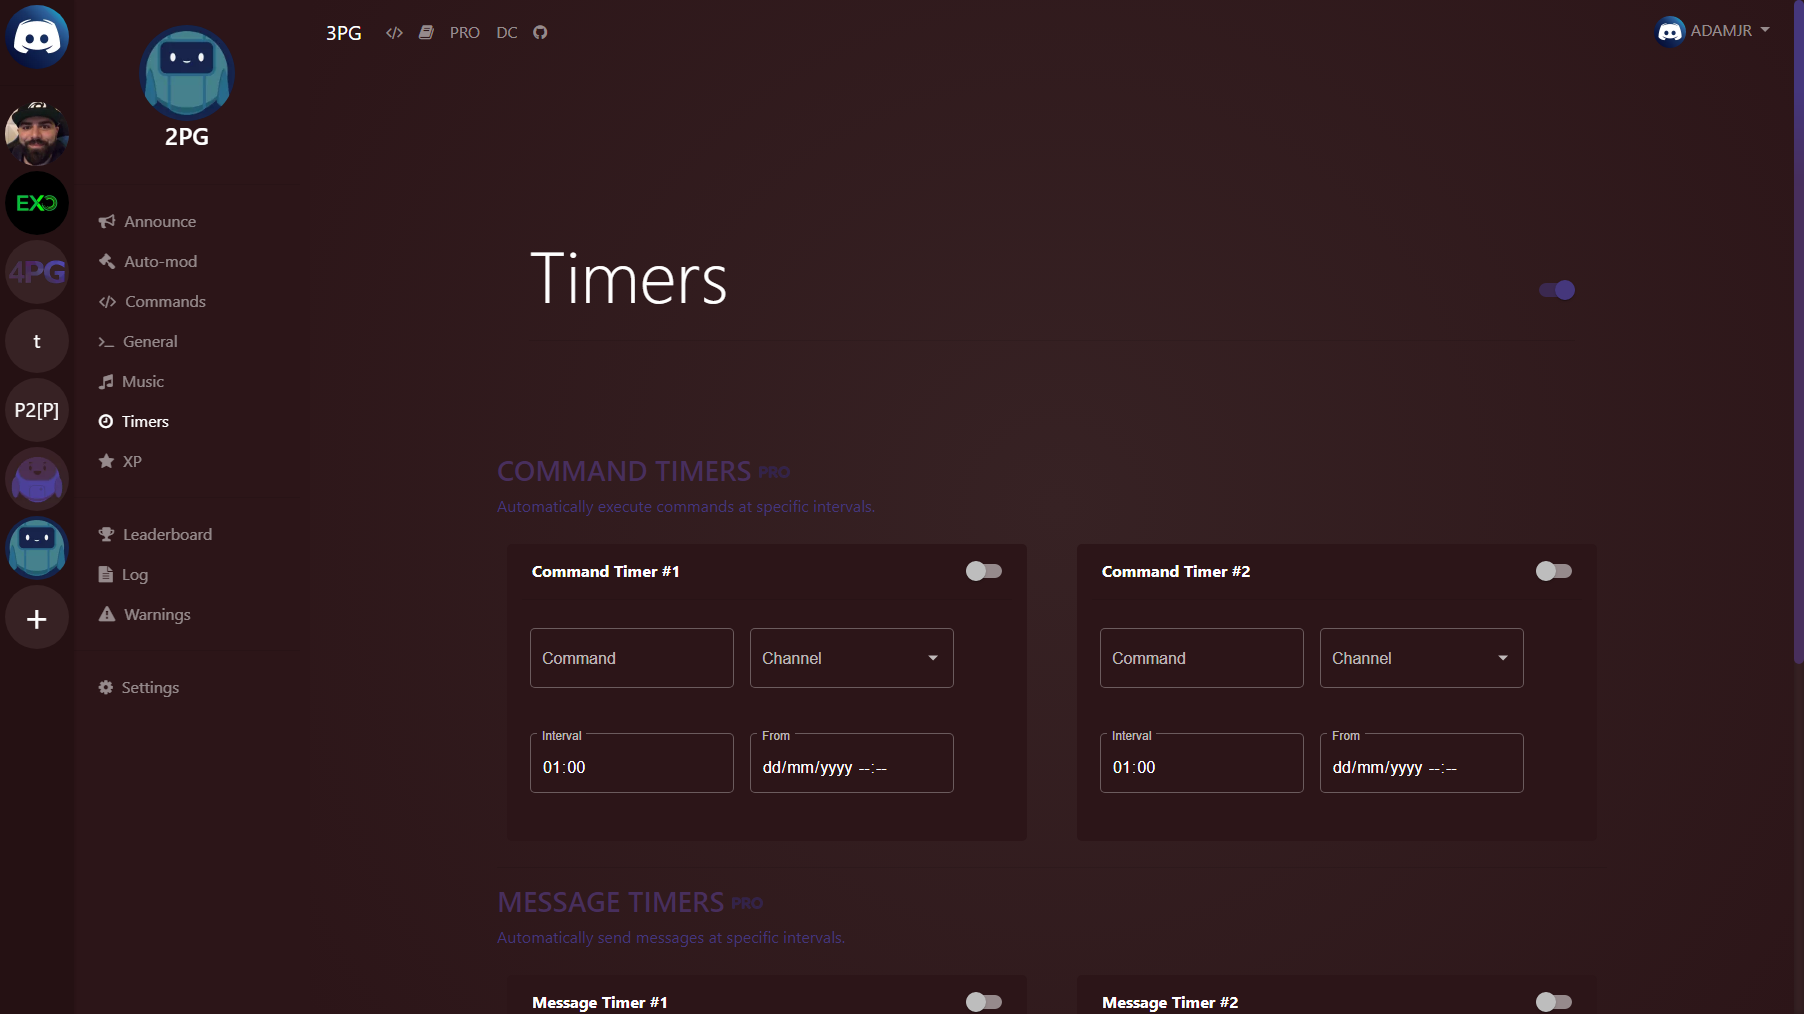 3PG PRO DC ADAMJR
2PG
EXO
4PG
t
P2[P]
+
Announce
Auto-mod
Commands
General
Music
Timers
XP
Leaderboard
Log
Warnings
Settings
Timers
COMMAND TIMERS PRO
Automatically execute commands at specific intervals.
Command Timer #1
Command Channel
Interval From
01:00 dd/mm/yyyy --:--
Command Timer #2
Command Channel
Interval From
01:00 dd/mm/yyyy --:--
MESSAGE TIMERS PRO
Automatically send messages at specific intervals.
Message Timer #1
Message Timer #2